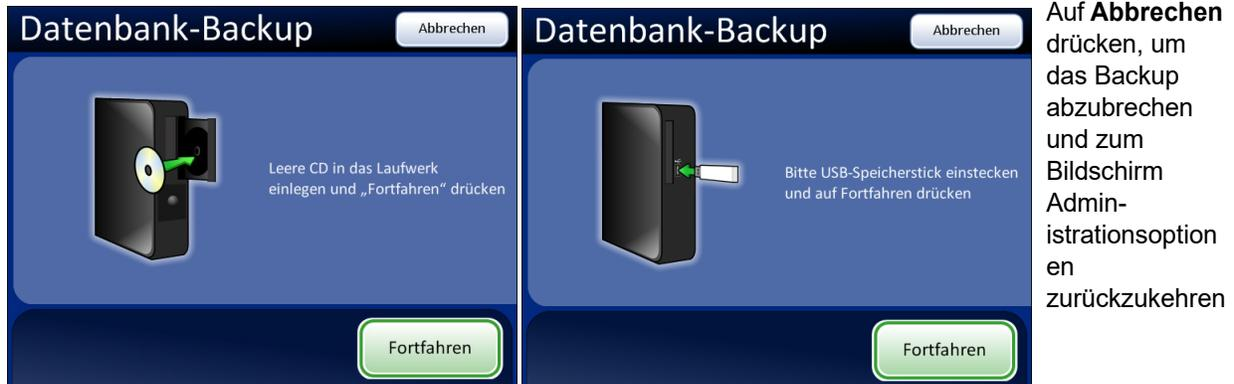 Datenbank-Backup
Abbrechen
Leere CD in das Laufwerk
einlegen und „Fortfahren“ drücken
Fortfahren
Datenbank-Backup
Abbrechen
Bitte USB-Speicherstick einstecken
und auf Fortfahren drücken
Fortfahren
Auf Abbrechen
drücken, um
das Backup
abzubrechen
und zum
Bildschirm
Admin-
istrationsoption
en
zurückzukehren